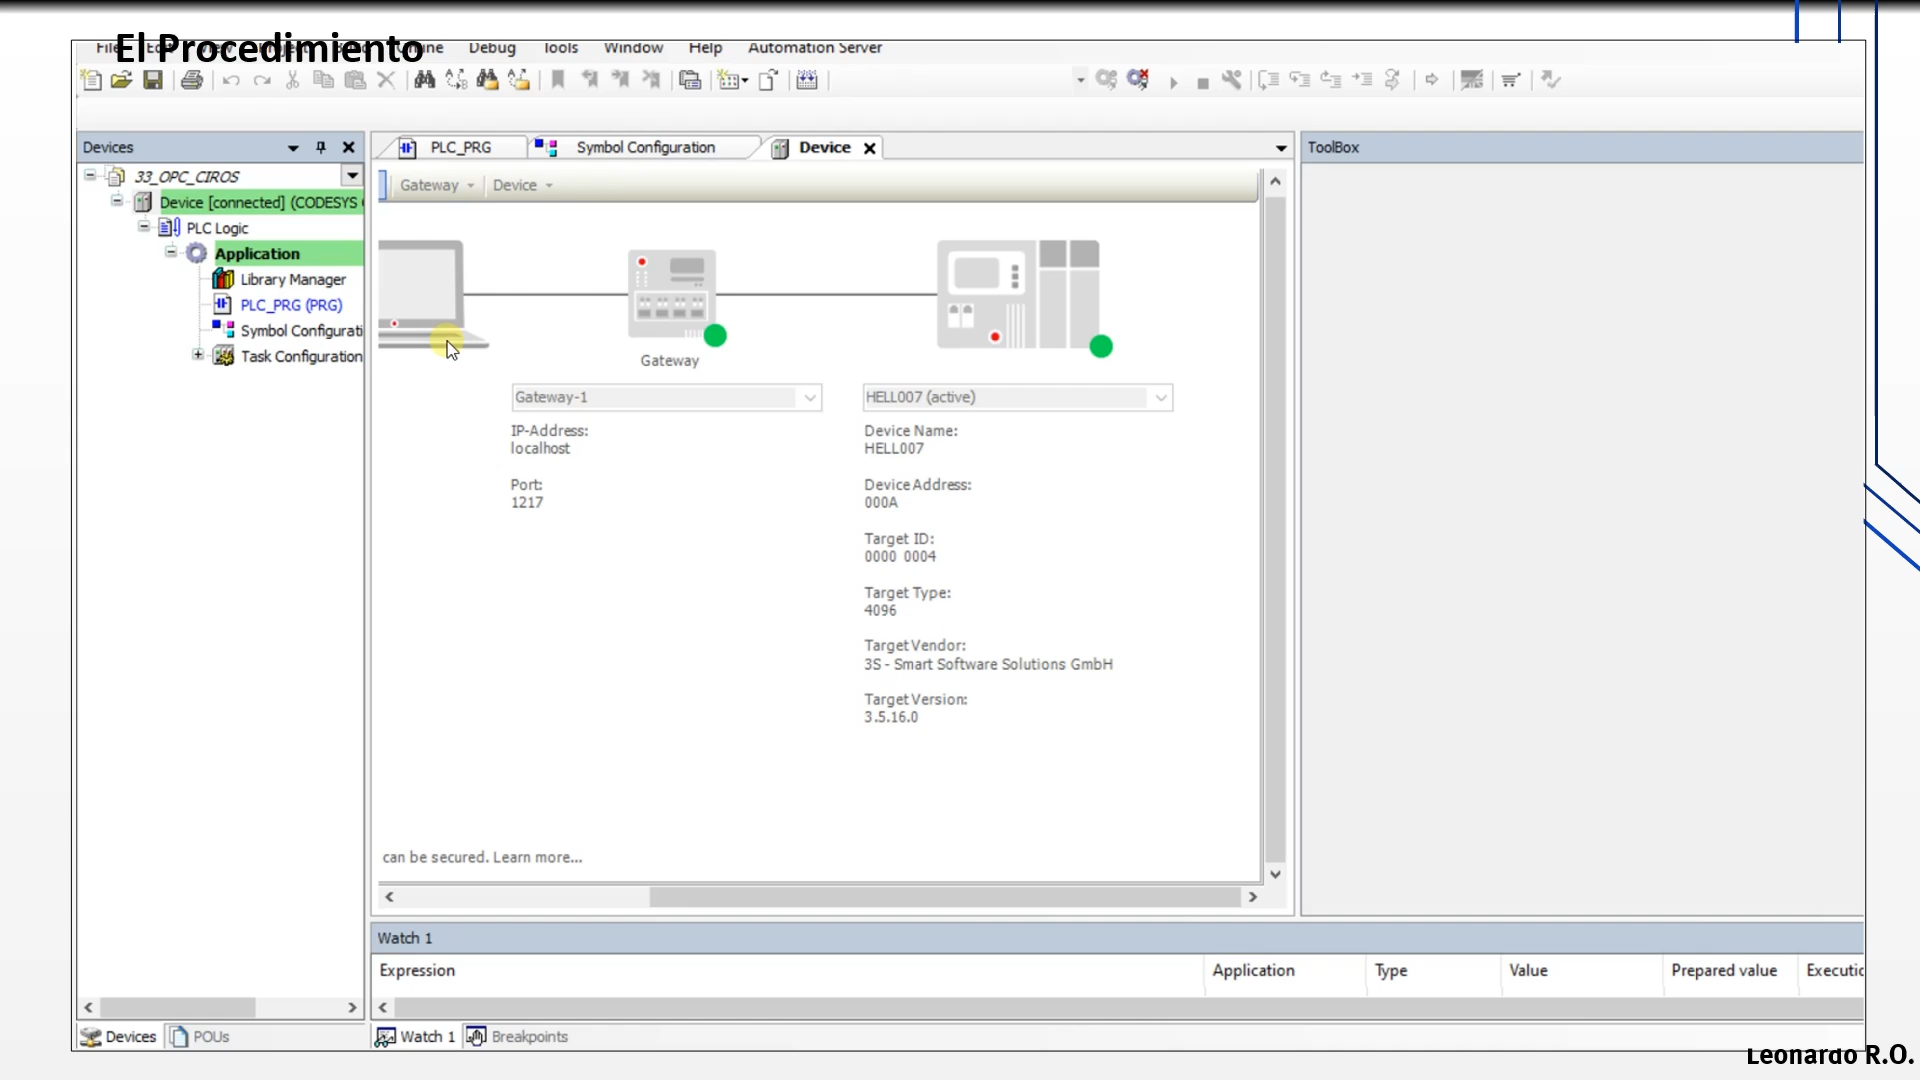 El Procedimiento
Debug Tools Window Help Automation Server
Devices
33_OPC_CIROS
Device [connected] (CODESYS
PLC Logic
Application
Library Manager
PLC_PRG (PRG)
Symbol Configurati
Task Configuration
PLC_PRG Symbol Configuration Device
ToolBox
Gateway Device
Gateway
Gateway-1
IP-Address:
localhost
Port:
1217
HELL007 (active)
Device Name:
HELL007
Device Address:
000A
Target ID:
0000 0004
Target Type:
4096
Target Vendor:
3S - Smart Software Solutions GmbH
Target Version:
3.5.16.0
can be secured. Learn more...
Watch 1
Expression Application Type Value Prepared value Executic
Devices POUs
Watch 1 Breakpoints
Leonardo R.O.